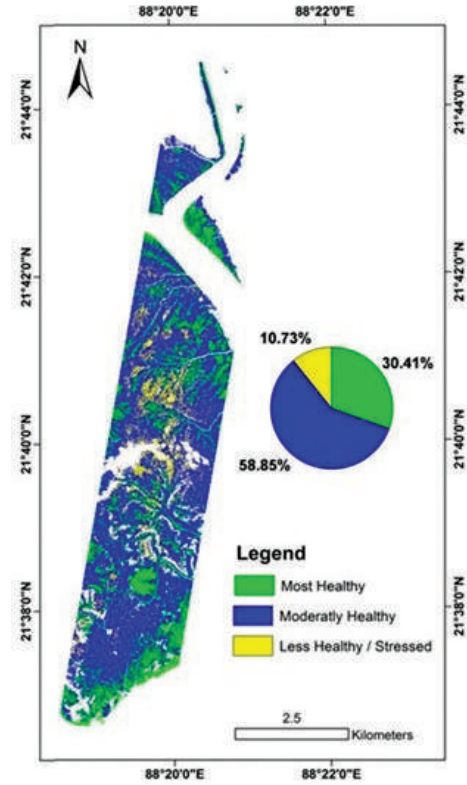 88°20'0"E 88°22'0"E
N
21°44'0"N 21°44'0"N
21°42'0"N 21°42'0"N
10.73%
30.41%
21°40'0"N 21°40'0"N
58.85%
Legend
Most Healthy
Moderatly Healthy
21°38'0"N 21°38'0"N
Less Healthy / Stressed
2.5
Kilometers
88°20'0"E 88°22'0"E